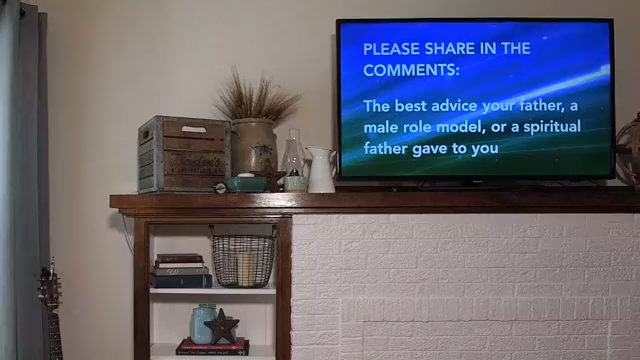 PLEASE SHARE IN THE
COMMENTS:
The best advice your father, a
male role model, or a spiritual
father gave to you